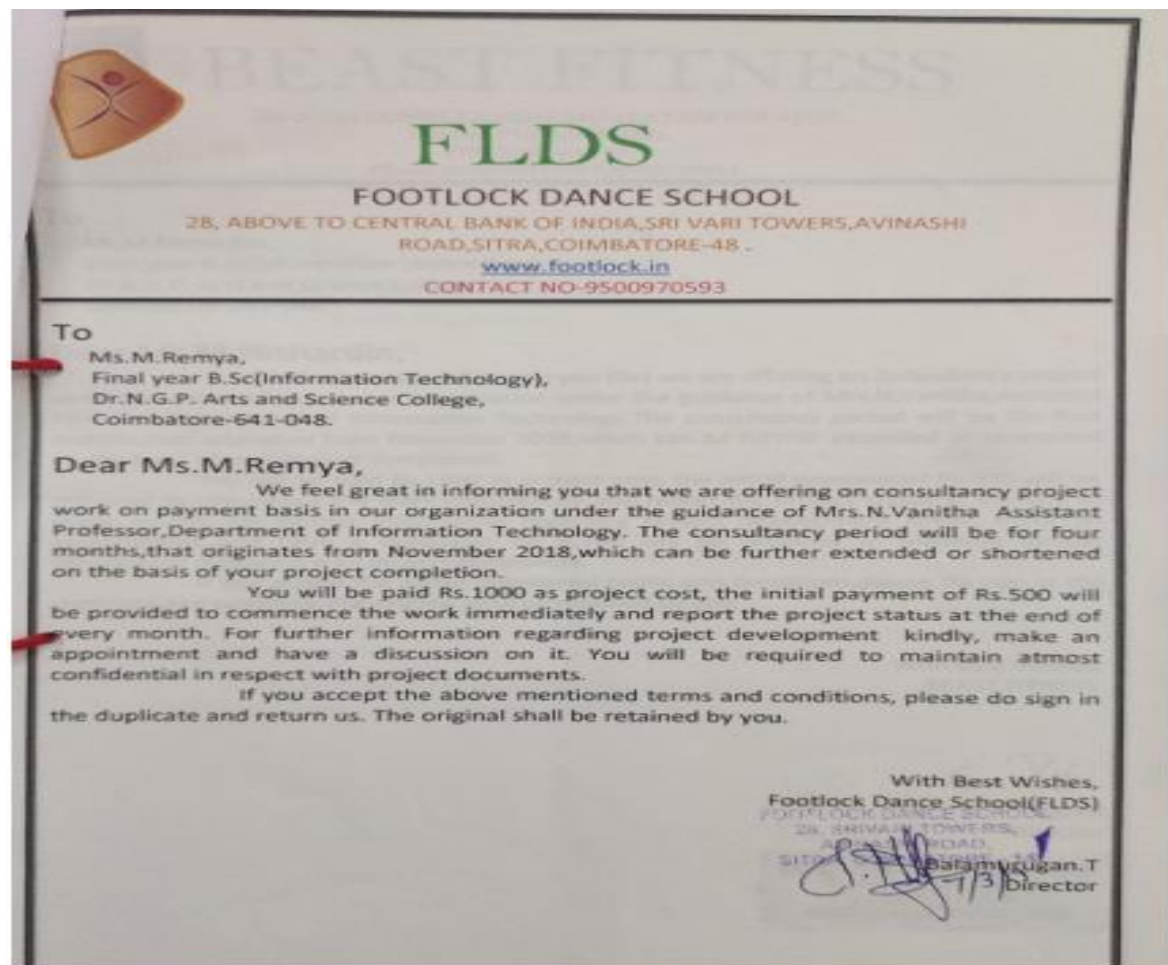 BEAST FITNESS
FLDS
FOOTLOCK DANCE SCHOOL
28, ABOVE TO CENTRAL BANK OF INDIA,SRI VARI TOWERS,AVINASHI
ROAD,SITRA,COIMBATORE-48 .
www.footlock.in
CONTACT NO-9500970593
To
Ms.M.Remya,
Final year B.Sc(Information Technology),
Dr.N.G.P. Arts and Science College,
Coimbatore-641-048.
Dear Ms.M.Remya,
We feel great in informing you that we are offering on consultancy project
work on payment basis in our organization under the guidance of Mrs.N.Vanitha Assistant
Professor,Department of Information Technology. The consultancy period will be for four
months,that originates from November 2018,which can be further extended or shortened
on the basis of your project completion.
You will be paid Rs.1000 as project cost, the initial payment of Rs.500 will
be provided to commence the work immediately and report the project status at the end of
every month. For further information regarding project development kindly, make an
appointment and have a discussion on it. You will be required to maintain atmost
confidential in respect with project documents.
If you accept the above mentioned terms and conditions, please do sign in
the duplicate and return us. The original shall be retained by you.
With Best Wishes,
Footlock Dance School(FLDS)
FOOTLOCK DANCE SCHOOL
28, SRIVARI TOWERS,
ROAD,
Balamurugan.T
Director